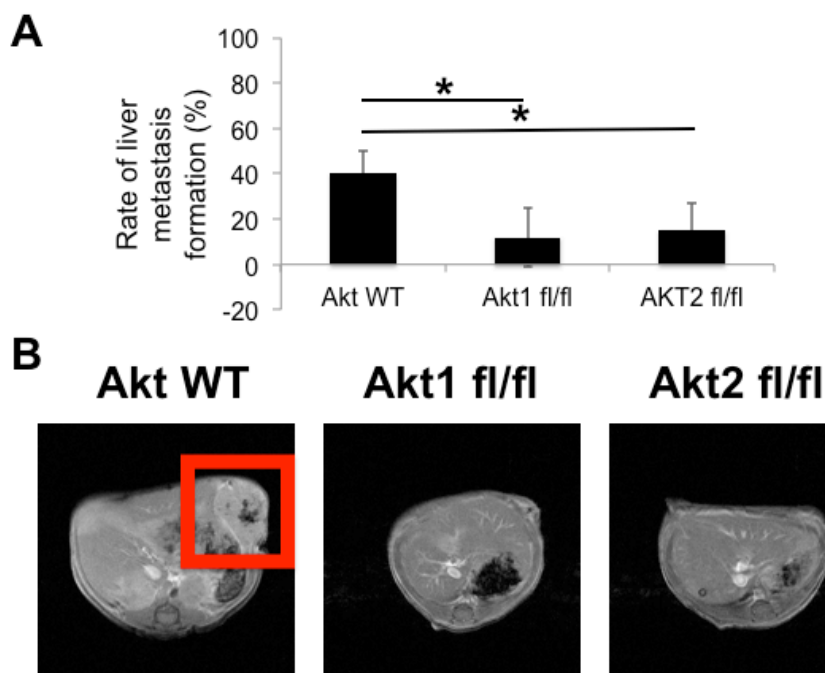 A
Rate of liver
metastasis
formation (%)
100
80
60
40
20
0
-20
*
*
Akt WT
Akt1 fl/fl
AKT2 fl/fl
B
Akt WT
Akt1 fl/fl
Akt2 fl/fl